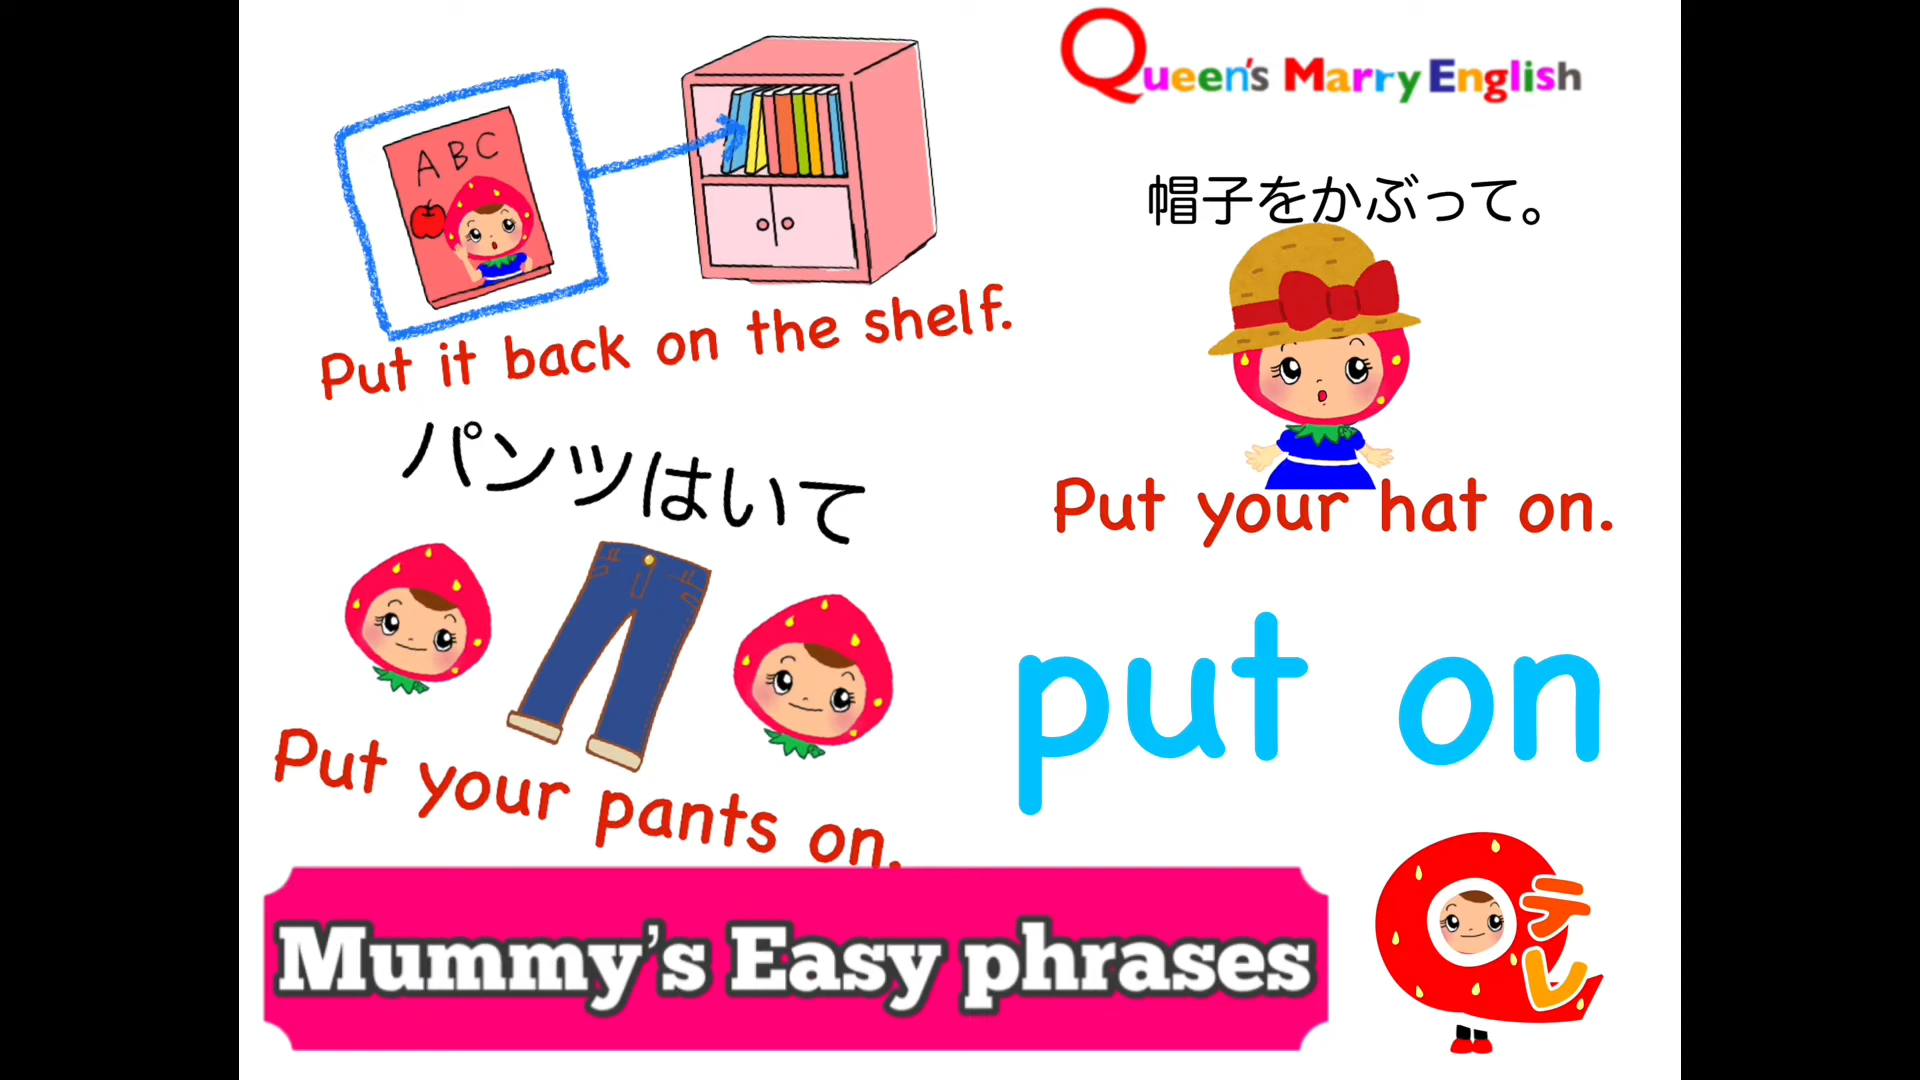 Queen's Marry English
A B C
Put it back on the shelf.
帽子をかぶって。
Put your hat on.
パンツはいて
Put your pants on.
put on
Mummy's Easy phrases
Qテレ